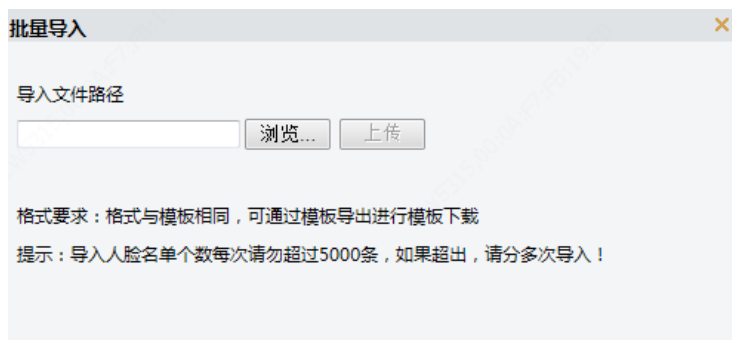 批量导入
导入文件路径
浏览... 上传
格式要求：格式与模板相同，可通过模板导出进行模板下载
提示：导入人脸名单个数每次请勿超过5000条，如果超出，请分多次导入！